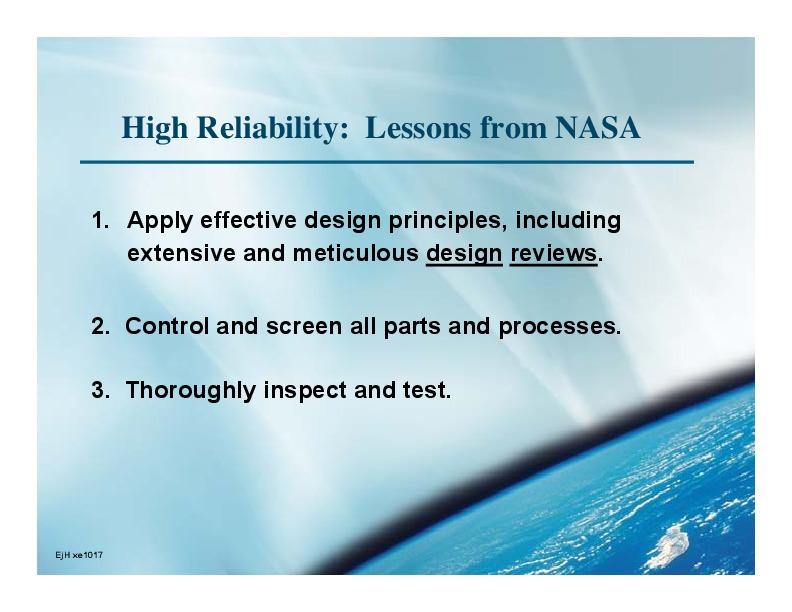 High Reliability:  Lessons from NASA
1.  Apply effective design principles, including
extensive and meticulous design reviews.
2.  Control and screen all parts and processes.
3.  Thoroughly inspect and test.
EjH xe1017